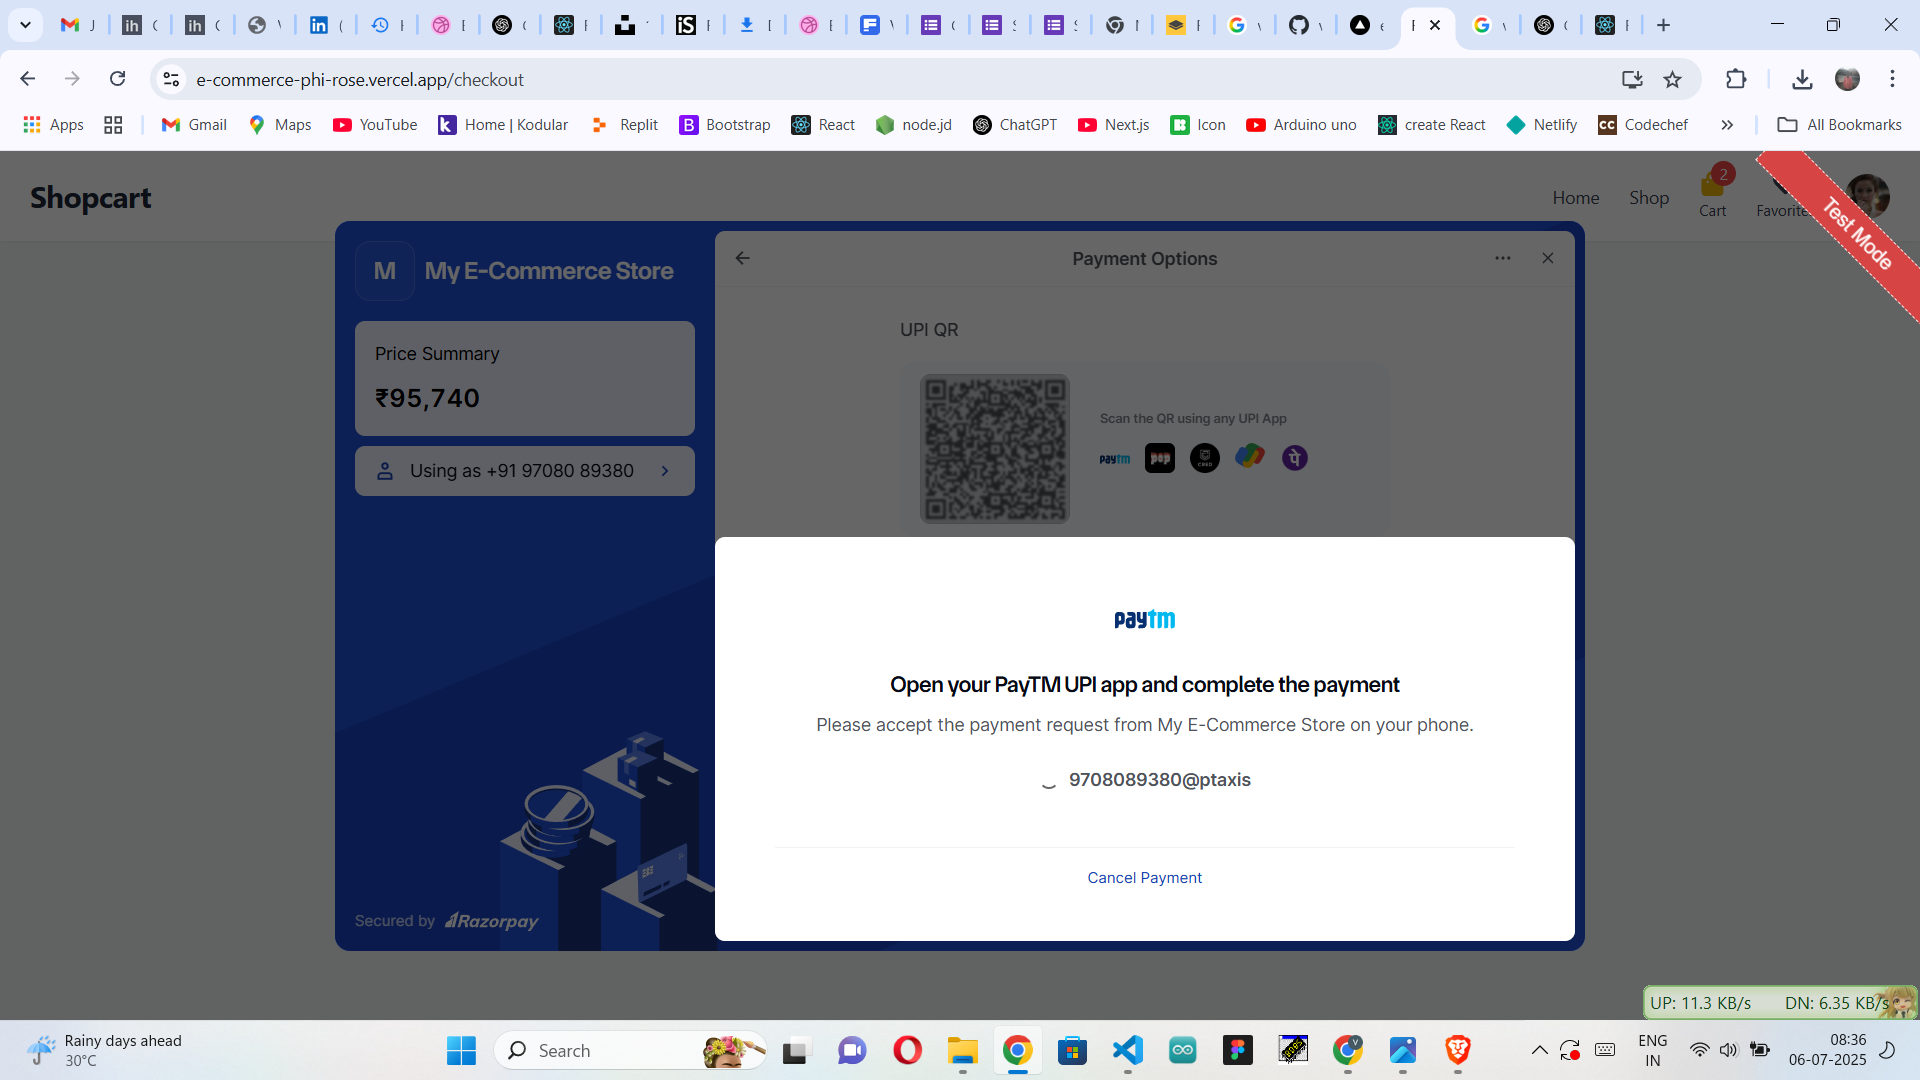 e-commerce-phi-rose.vercel.app/checkout
Apps
Gmail
Maps
YouTube
Home | Kodular
Replit
Bootstrap
React
node.jd
ChatGPT
Next.js
Icon
Arduino uno
create React
Netlify
Codechef
All Bookmarks
Shopcart
Home
Shop
2
Cart
Test Mode
M
My E-Commerce Store
Price Summary
₹95,740
Using as +91 97080 89380
Secured by Razorpay
Payment Options
UPI QR
Scan the QR using any UPI App
paytm
pop
CRED
paytm
Open your PayTM UPI app and complete the payment
Please accept the payment request from My E-Commerce Store on your phone.
9708089380@ptaxis
Cancel Payment
UP: 11.3 KB/s DN: 6.35 KB/s
Rainy days ahead
30°C
Search
ENG
IN
08:36
06-07-2025